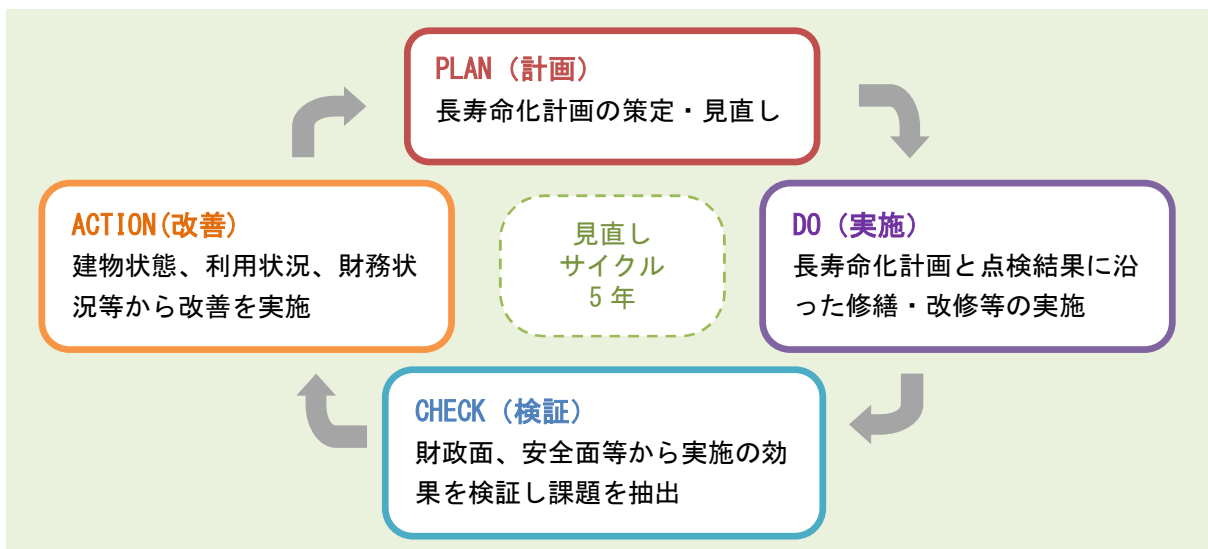 PLAN（計画）
長寿命化計画の策定・見直し
ACTION(改善)
建物状態、利用状況、財務状
況等から改善を実施
見直し
サイクル
5 年
DO（実施）
長寿命化計画と点検結果に沿
った修繕・改修等の実施
CHECK（検証）
財政面、安全面等から実施の効
果を検証し課題を抽出